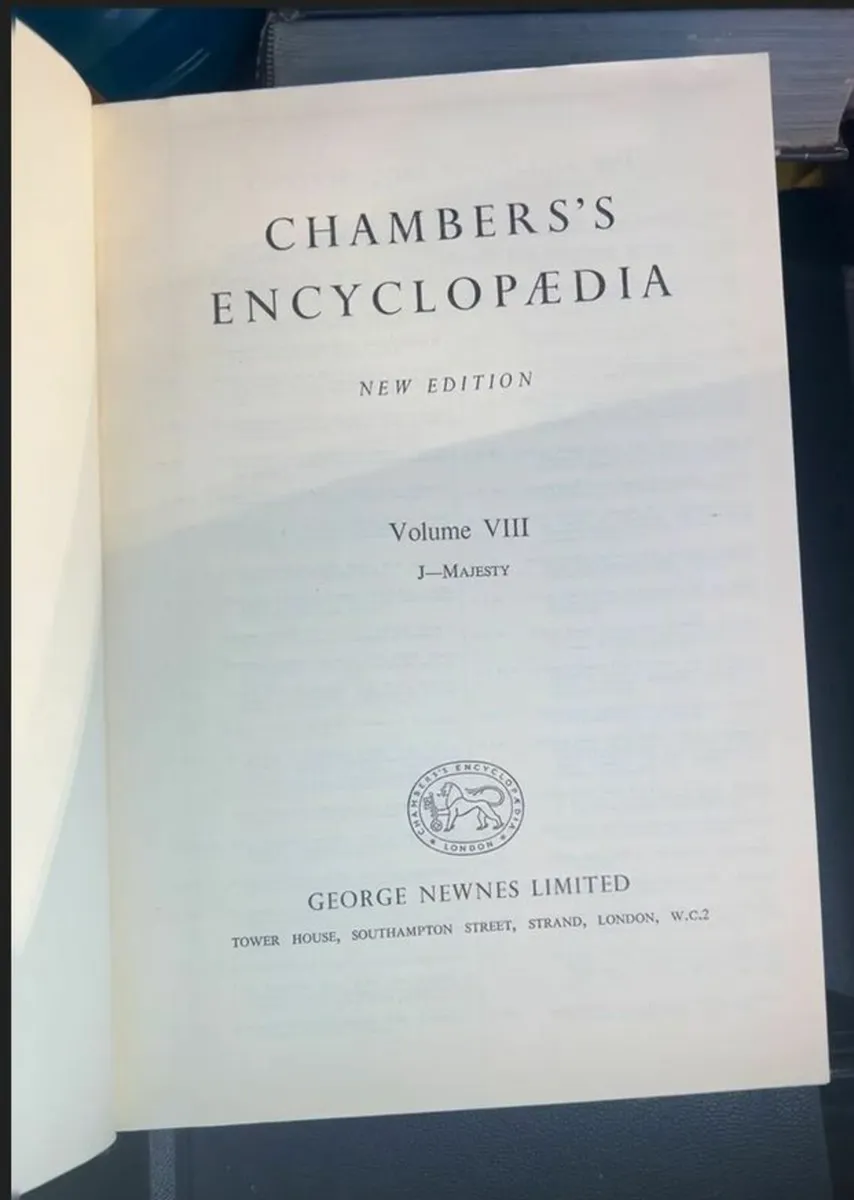 CHAMBERS'S
ENCYCLOPÆDIA
NEW EDITION
Volume VIII
J—MAJESTY
CHAMBERS'S ENCYCLOPÆDIA
LONDON
GEORGE NEWNES LIMITED
TOWER HOUSE, SOUTHAMPTON STREET, STRAND, LONDON, W.C.2